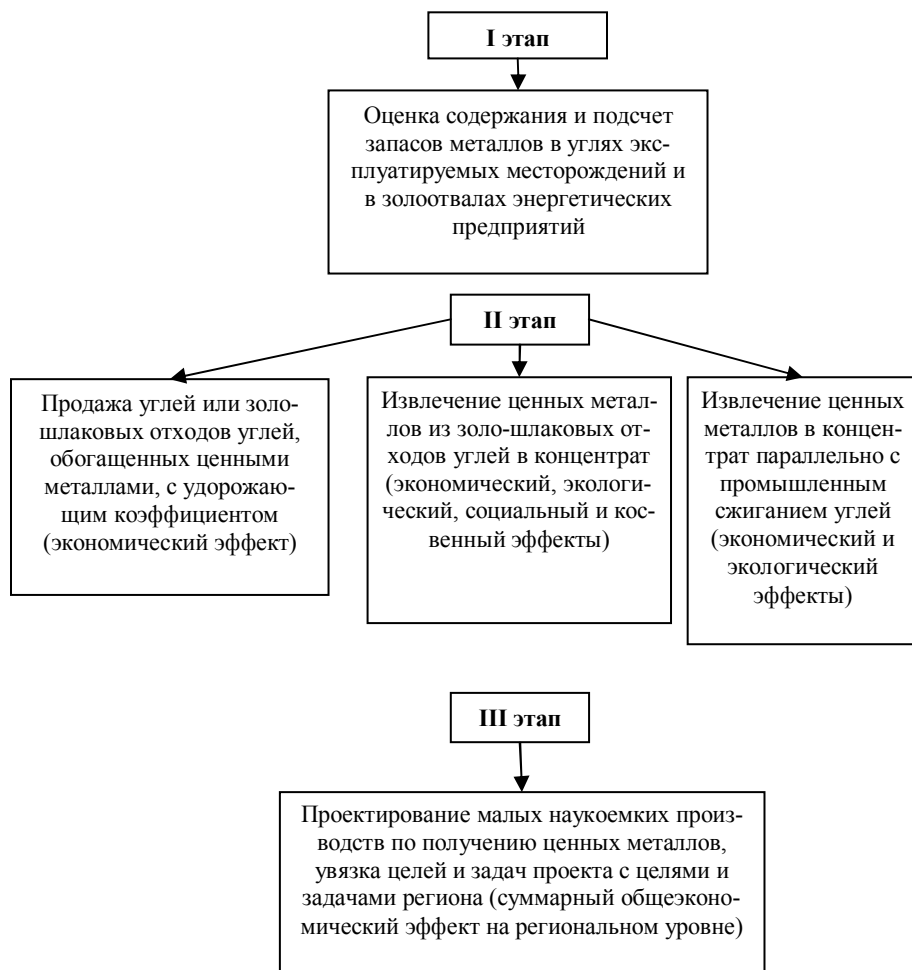 I этап
Оценка содержания и подсчет
запасов металлов в углях экс-
плуатируемых месторождений и
в золоотвалах энергетических
предприятий
II этап
Продажа углей или золо-
шлаковых отходов углей,
обогащенных ценными
металлами, с удорожаю-
щим коэффициентом
(экономический эффект)
Извлечение ценных метал-
лов из золо-шлаковых от-
ходов углей в концентрат
(экономический, экологи-
ческий, социальный и кос-
венный эффекты)
Извлечение ценных
металлов в концен-
трат параллельно с
промышленным
сжиганием углей
(экономический и
экологический
эффекты)
III этап
Проектирование малых наукоемких произ-
водств по получению ценных металлов,
увязка целей и задач проекта с целями и
задачами региона (суммарный общеэконо-
мический эффект на региональном уровне)